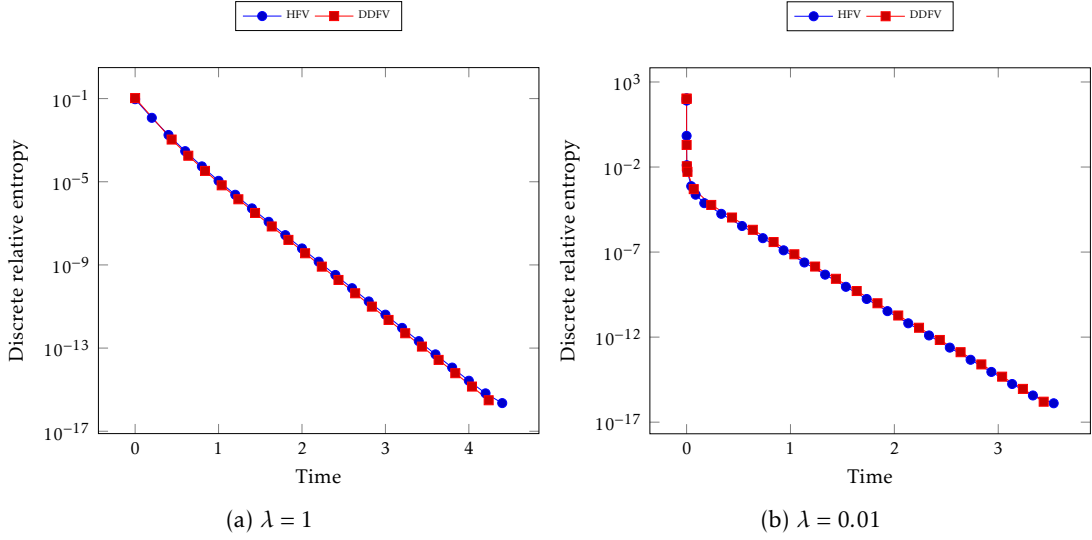 HFV DDFV
10⁻¹
10⁻⁵
10⁻⁹
10⁻¹³
10⁻¹⁷
Discrete relative entropy
0 1 2 3 4
Time
(a) λ = 1
HFV DDFV
10³
10⁻²
10⁻⁷
10⁻¹²
10⁻¹⁷
Discrete relative entropy
0 1 2 3
Time
(b) λ = 0.01